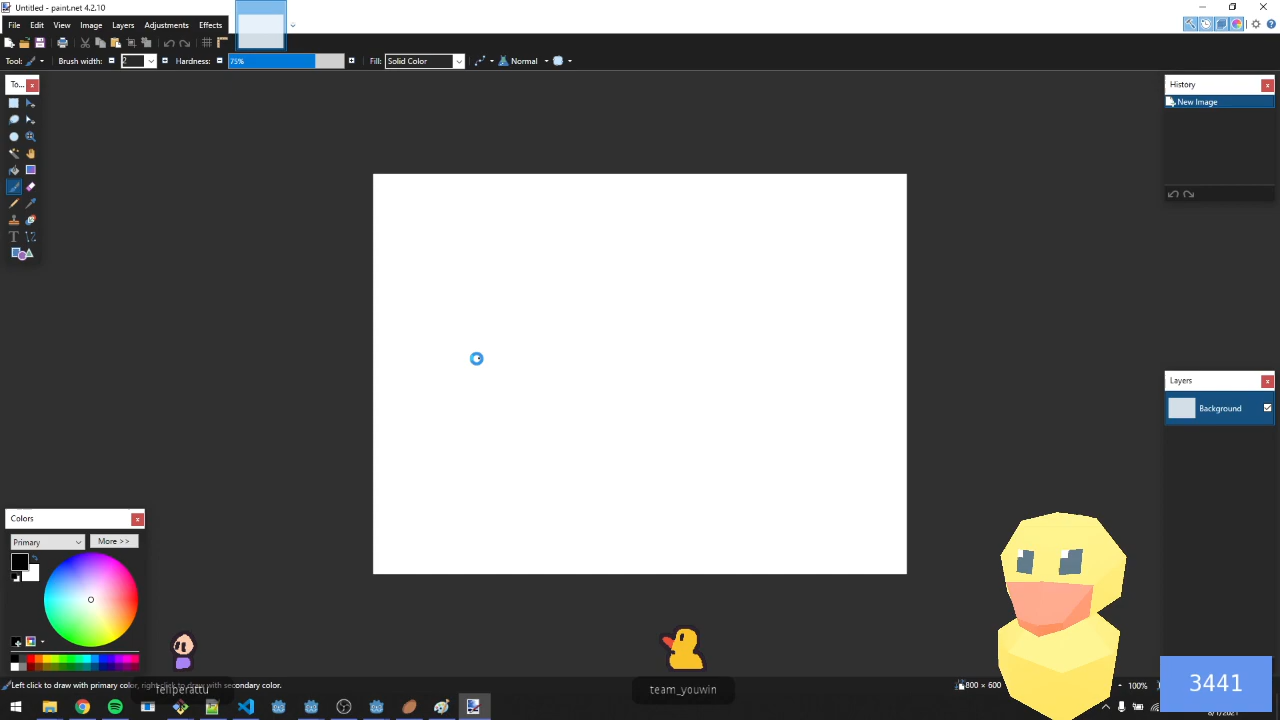 Untitled - paint.net 4.2.10
File Edit View Image Layers Adjustments Effects
Tool: Brush width: 2 Hardness: 75% Fill: Solid Color Normal
To...
History
New Image
Layers
Background
Colors
Primary More >>
Left click to draw with primary color, right click to draw with secondary color.
800 × 600
100%
feliperattu
team_youwin
3441